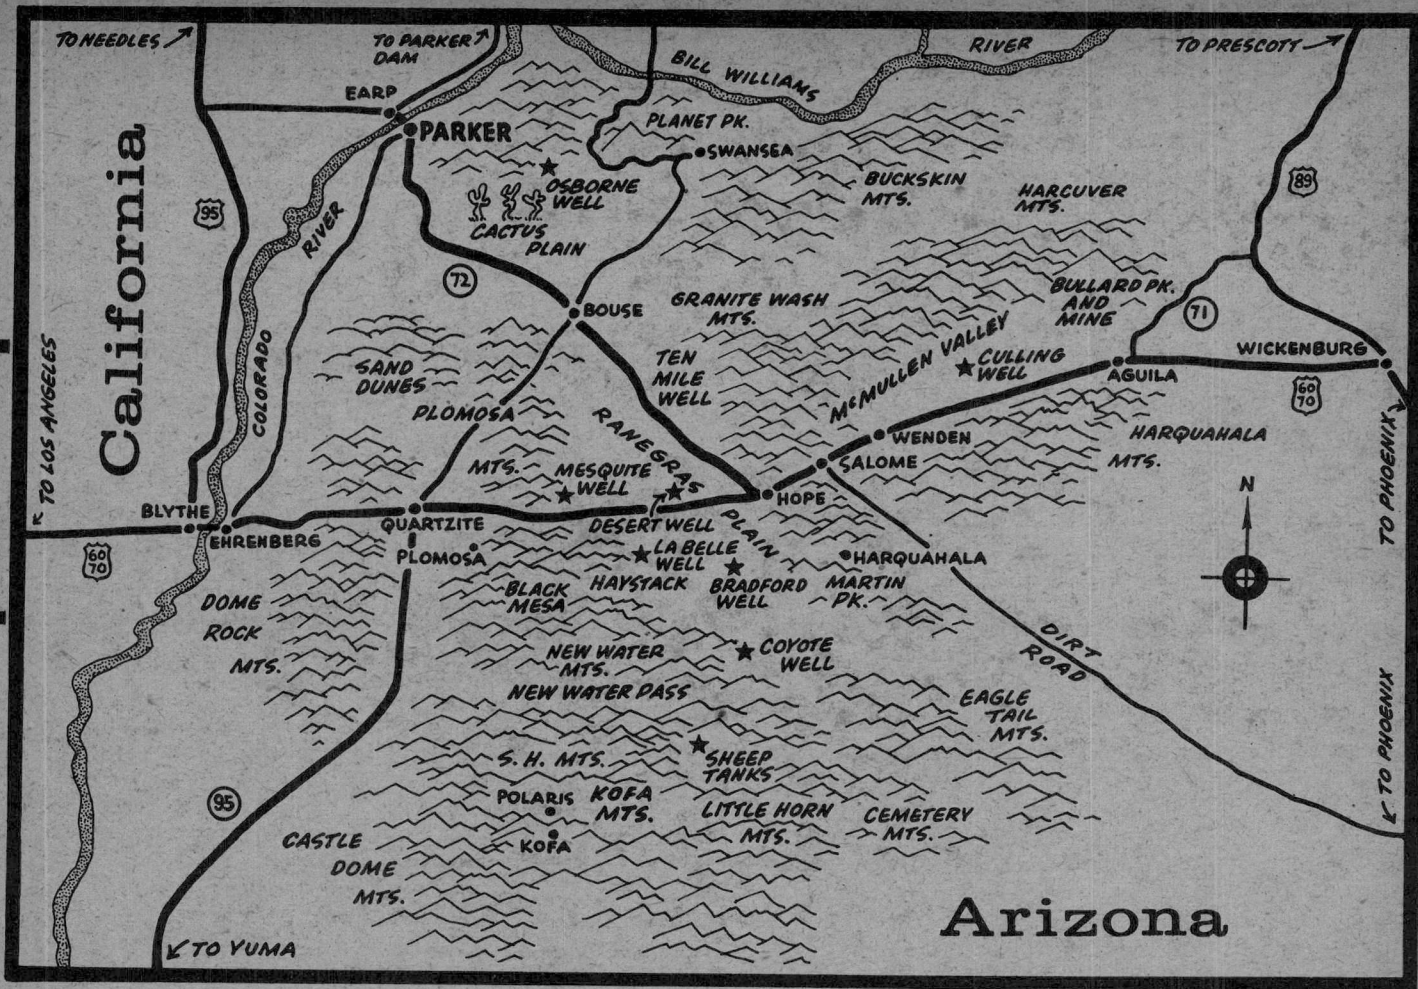 TO NEEDLES
TO PARKER
DAM
BILL WILLIAMS
RIVER
TO PRESCOTT
EARP
PARKER
PLANET PK.
SWANSEA
California
OSBORNE
WELL
BUCKSKIN
MTS.
HARCUVER
MTS.
89
95
RIVER
CACTUS
PLAIN
72
BOUSE
GRANITE WASH
MTS.
BULLARD PK.
AND
MINE
71
COLORADO
SAND
DUNES
TEN
MILE
WELL
McMULLEN VALLEY
CULLING
WELL
AGUILA
WICKENBURG
60
70
TO LOS ANGELES
PLOMOSA
MTS.
RANEGRAS
PLAIN
WENDEN
SALOME
HARQUAHALA
MTS.
TO PHOENIX
MESQUITE
WELL
HOPE
N
BLYTHE
EHRENBERG
60
70
QUARTZITE
DESERT WELL
PLOMOSA
LA BELLE
WELL
HARQUAHALA
BLACK
MESA
HAYSTACK
BRADFORD
WELL
MARTIN
PK.
DOME
ROCK
MTS.
NEW WATER
MTS.
COYOTE
WELL
DIRT
ROAD
NEW WATER PASS
EAGLE
TAIL
MTS.
TO PHOENIX
S. H. MTS.
SHEEP
TANKS
95
POLARIS
KOFA
MTS.
LITTLE HORN
MTS.
CEMETERY
MTS.
KOFA
CASTLE
DOME
MTS.
Arizona
TO YUMA